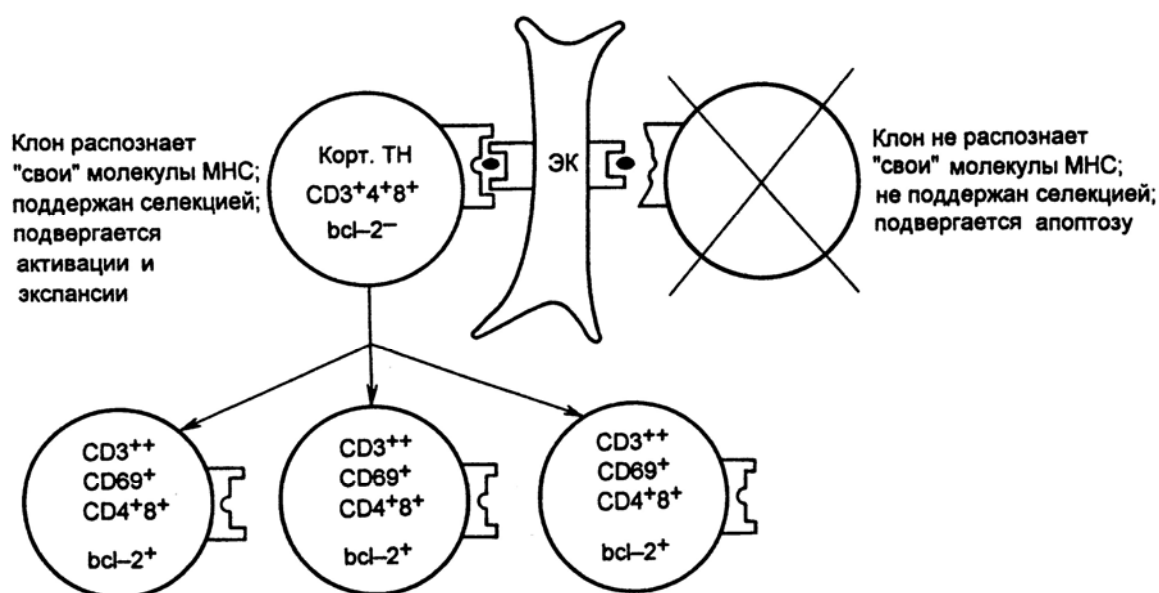 Клон распознает
"свои" молекулы МНС;
поддержан селекцией;
подвергается
активации и
экспансии
Корт. ТН
CD3⁺4⁺8⁺
bcl–2⁻
ЭК
Клон не распознает
"свои" молекулы МНС;
не поддержан селекцией;
подвергается апоптозу
CD3⁺⁺
CD69⁺
CD4⁺8⁺
bcl–2⁺
CD3⁺⁺
CD69⁺
CD4⁺8⁺
bcl–2⁺
CD3⁺⁺
CD69⁺
CD4⁺8⁺
bcl–2⁺